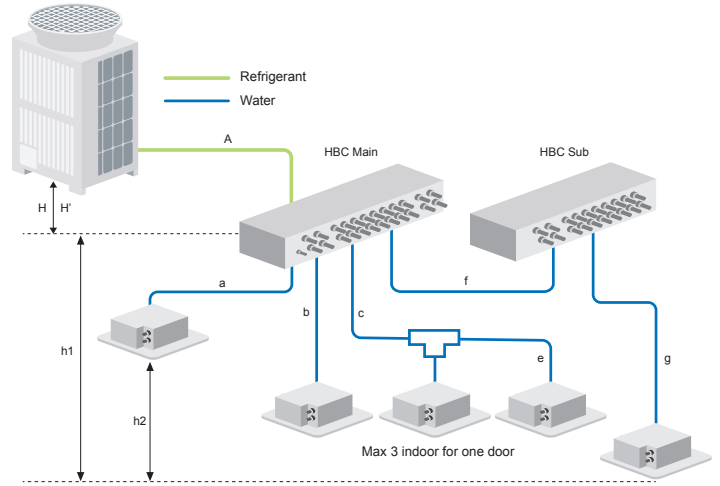 Refrigerant
Water
A
HBC Main
HBC Sub
H H'
a
f
b
c
h1
e
g
h2
Max 3 indoor for one door